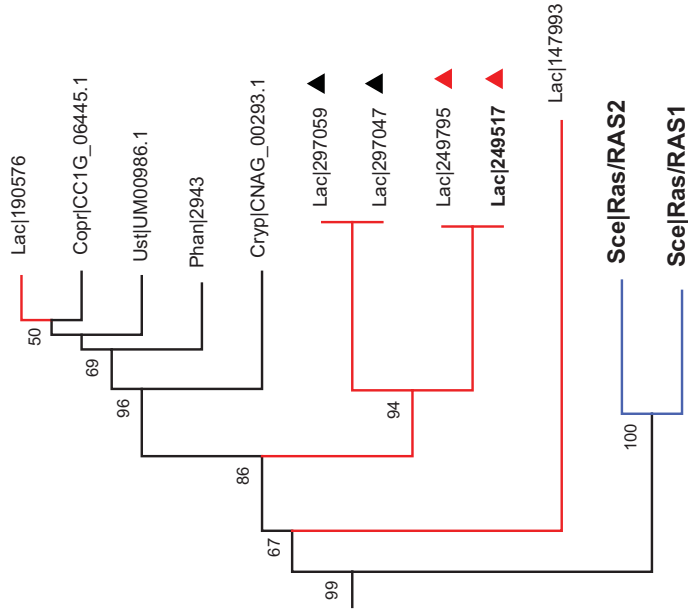 Lac|190576
Copr|CC1G_06445.1
Ust|UM00986.1
Phan|2943
Cryp|CNAG_00293.1
Lac|297059
Lac|297047
Lac|249795
Lac|249517
Lac|147993
Sce|Ras/RAS2
Sce|Ras/RAS1
50
69
96
94
86
67
100
99